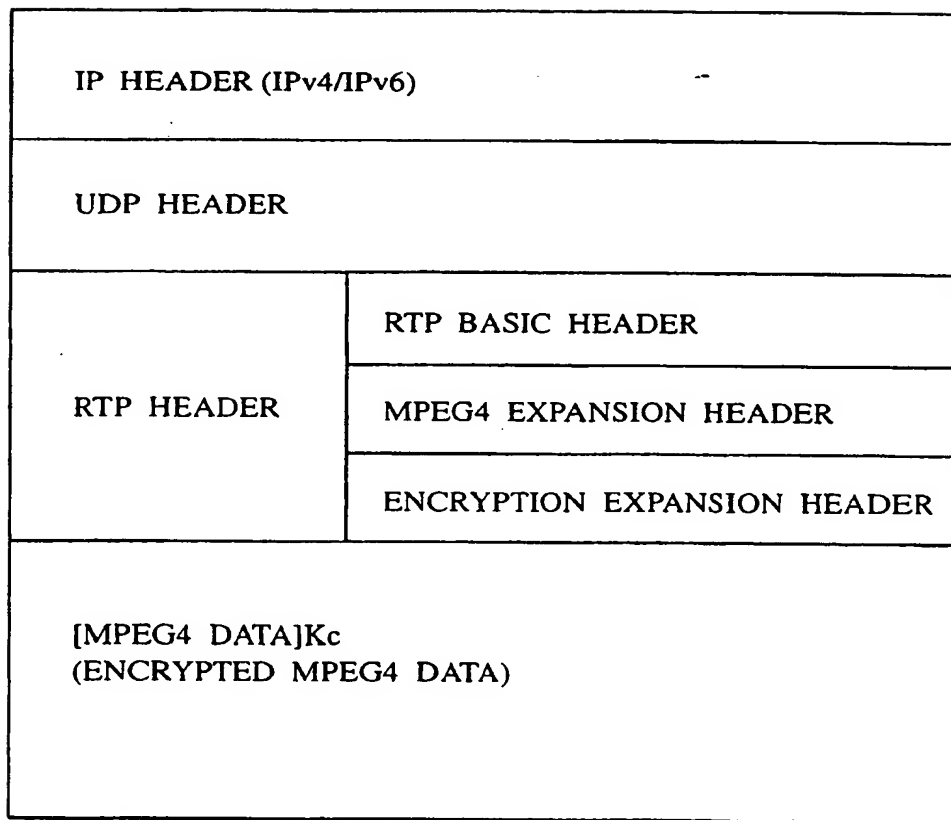 IP HEADER (IPv4/IPv6)
UDP HEADER
RTP HEADER
RTP BASIC HEADER
MPEG4 EXPANSION HEADER
ENCRYPTION EXPANSION HEADER
[MPEG4 DATA]Kc
(ENCRYPTED MPEG4 DATA)